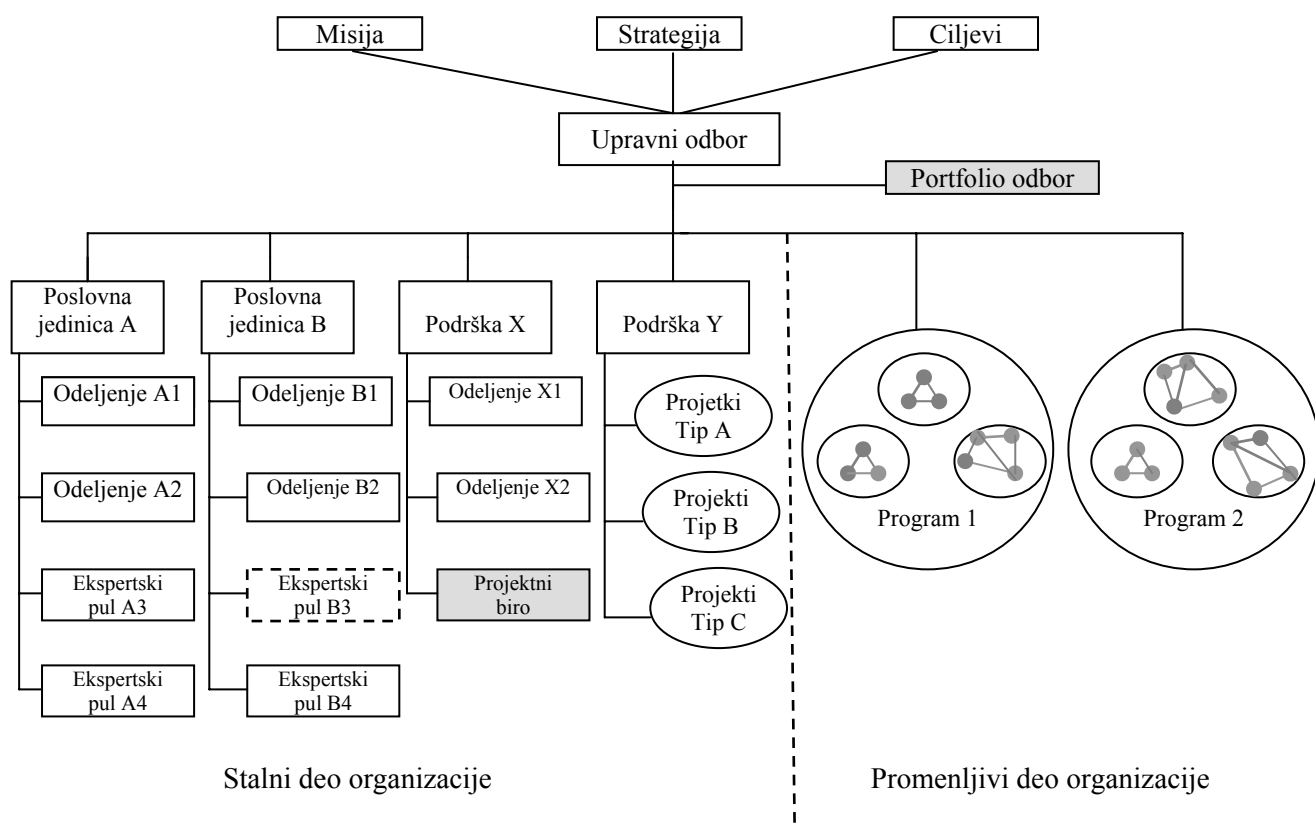 Misija
Strategija
Ciljevi
Upravni odbor
Portfolio odbor
Poslovna
jedinica A
Poslovna
jedinica B
Podrška X
Podrška Y
Odeljenje A1
Odeljenje B1
Odeljenje X1
Projetki
Tip A
Odeljenje A2
Odeljenje B2
Odeljenje X2
Projekti
Tip B
Program 1
Program 2
Ekspertski
pul A3
Ekspertski
pul B3
Projektni
biro
Projekti
Tip C
Ekspertski
pul A4
Ekspertski
pul B4
Stalni deo organizacije
Promenljivi deo organizacije